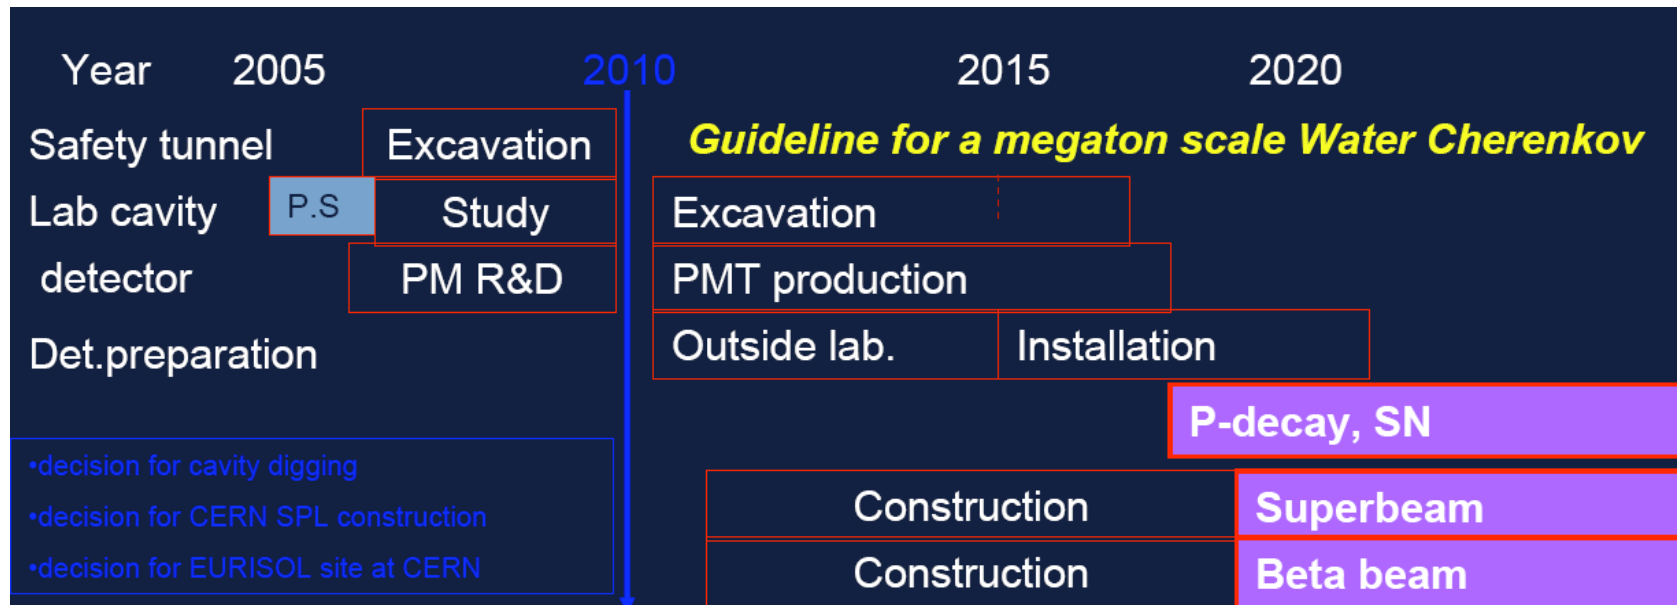 Year 2005 2010 2015 2020
Safety tunnel Excavation Guideline for a megaton scale Water Cherenkov
Lab cavity P.S Study Excavation
detector PM R&D PMT production
Det.preparation Outside lab. Installation
P-decay, SN
•decision for cavity digging
•decision for CERN SPL construction
•decision for EURISOL site at CERN
Construction Superbeam
Construction Beta beam